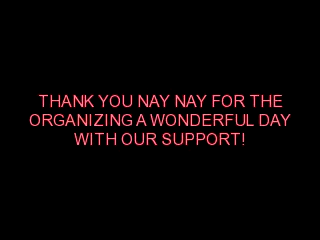 THANK YOU NAY NAY FOR THE
ORGANIZING A WONDERFUL DAY
WITH OUR SUPPORT!